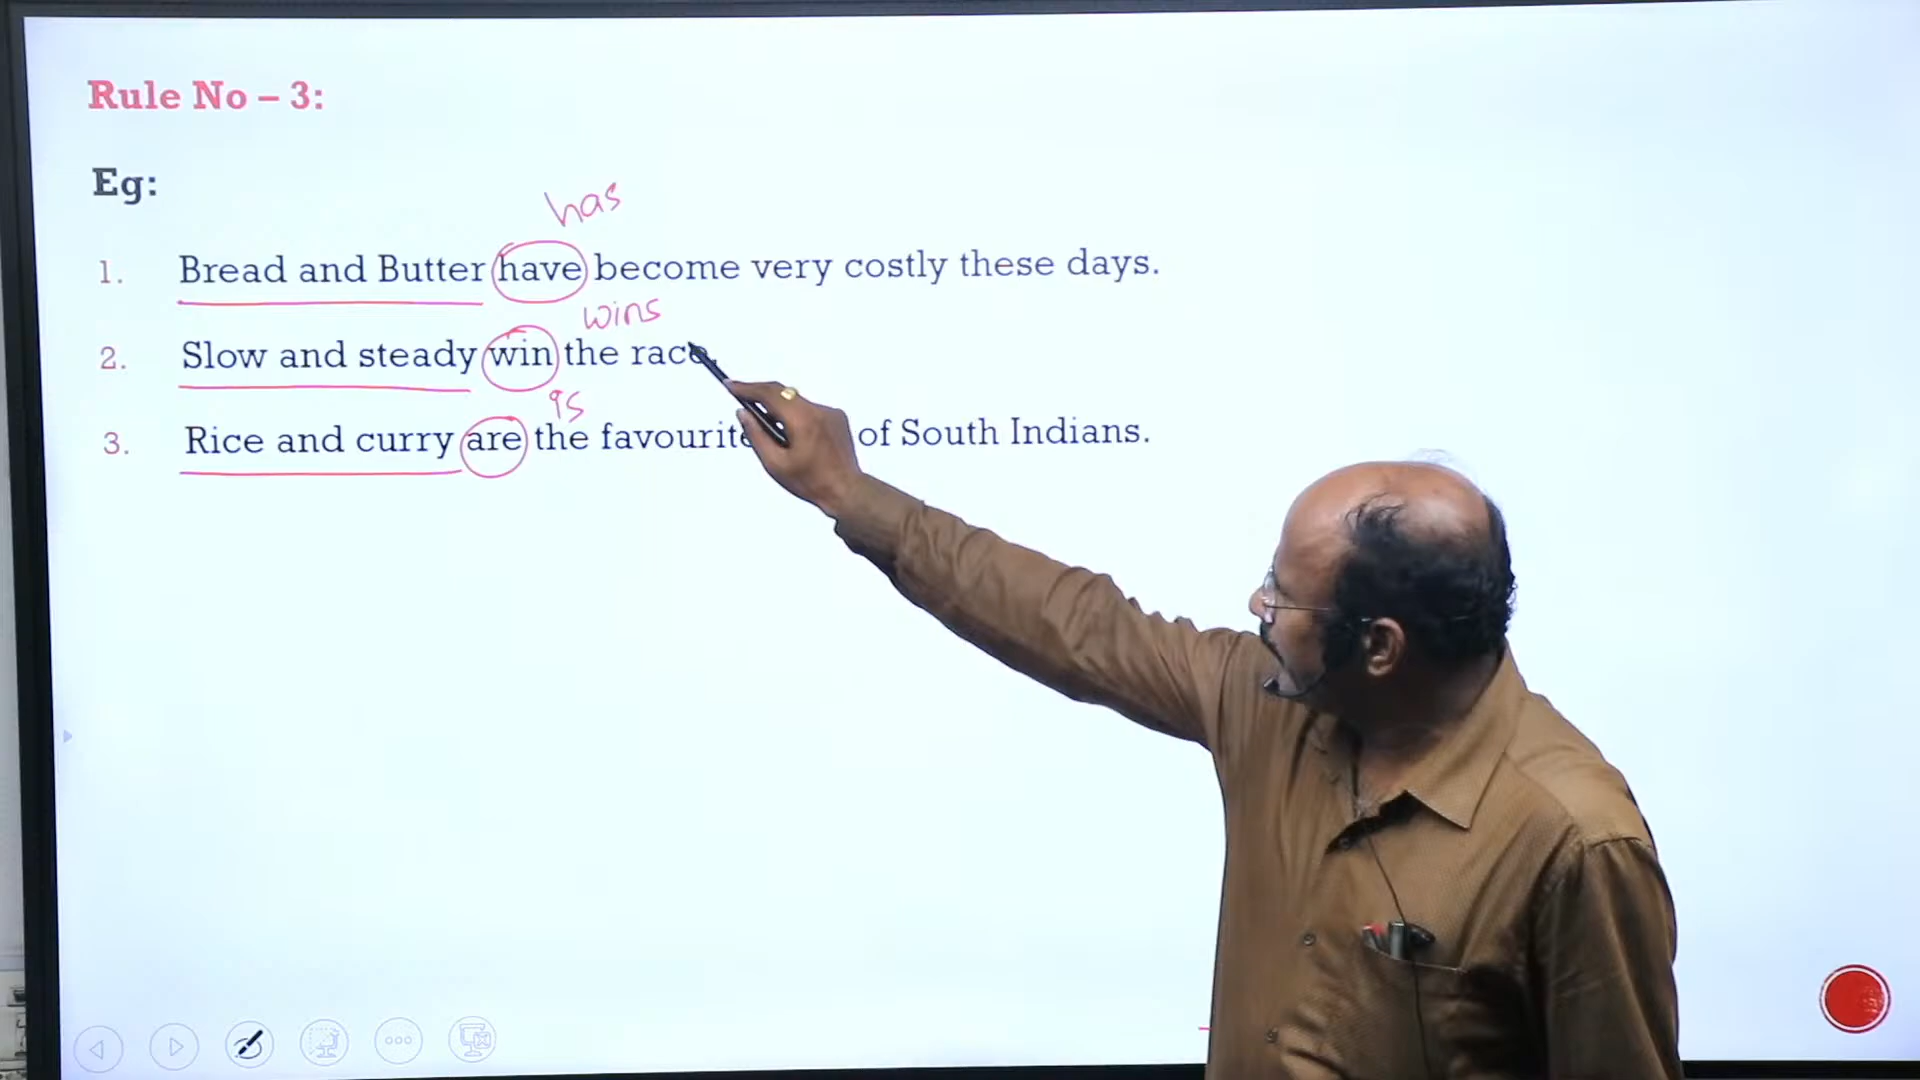 Rule No – 3:
Eg:
has
1. Bread and Butter have become very costly these days.
wins
2. Slow and steady win the race.
is
3. Rice and curry are the favourite of South Indians.